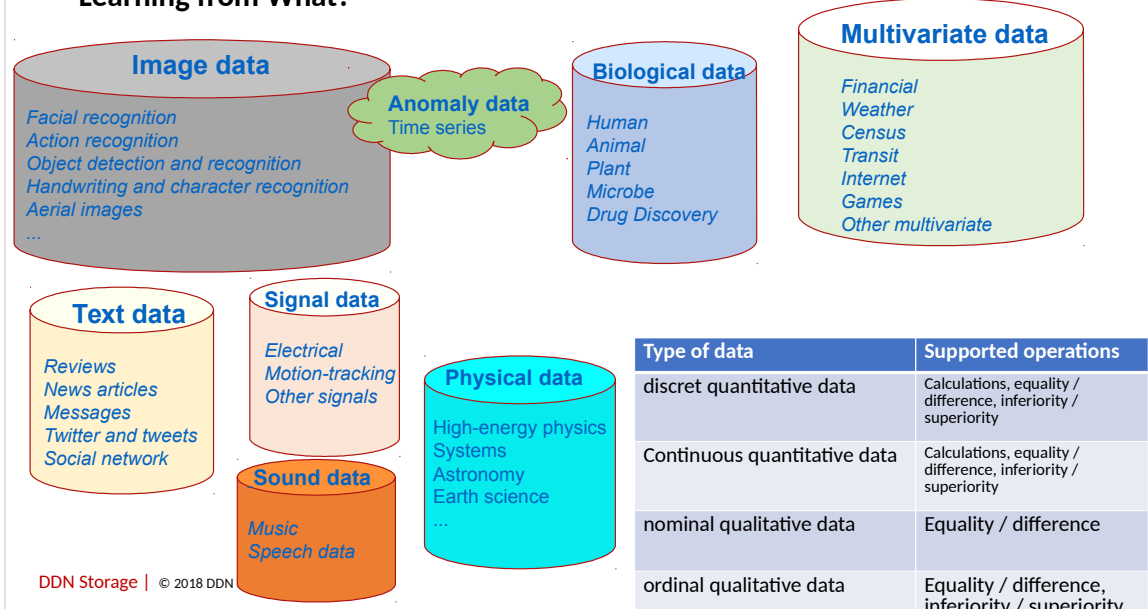 Learning from What?
Image data
Facial recognition
Action recognition
Object detection and recognition
Handwriting and character recognition
Aerial images
...
Anomaly data
Time series
Biological data
Human
Animal
Plant
Microbe
Drug Discovery
Multivariate data
Financial
Weather
Census
Transit
Internet
Games
Other multivariate
Text data
Reviews
News articles
Messages
Twitter and tweets
Social network
Signal data
Electrical
Motion-tracking
Other signals
Sound data
Music
Speech data
Physical data
High-energy physics
Systems
Astronomy
Earth science
...
Type of data
Supported operations
discret quantitative data
Calculations, equality /
difference, inferiority /
superiority
Continuous quantitative data
Calculations, equality /
difference, inferiority /
superiority
nominal qualitative data
Equality / difference
ordinal qualitative data
Equality / difference,
inferiority / superiority
DDN Storage | © 2018 DDN